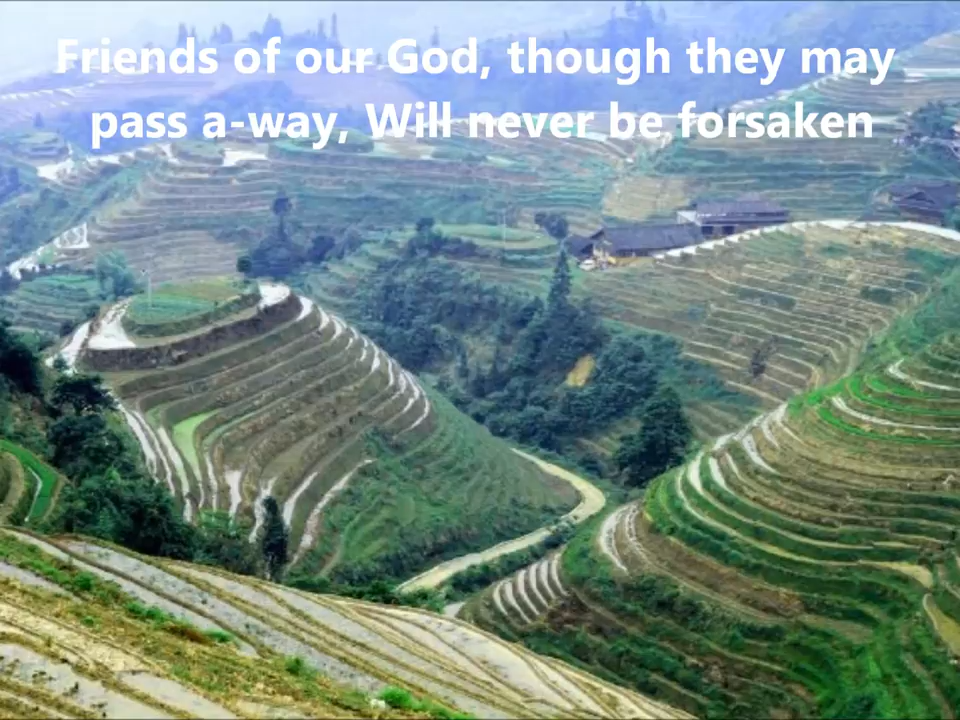 Friends of our God, though they may
pass a-way, Will never be forsaken